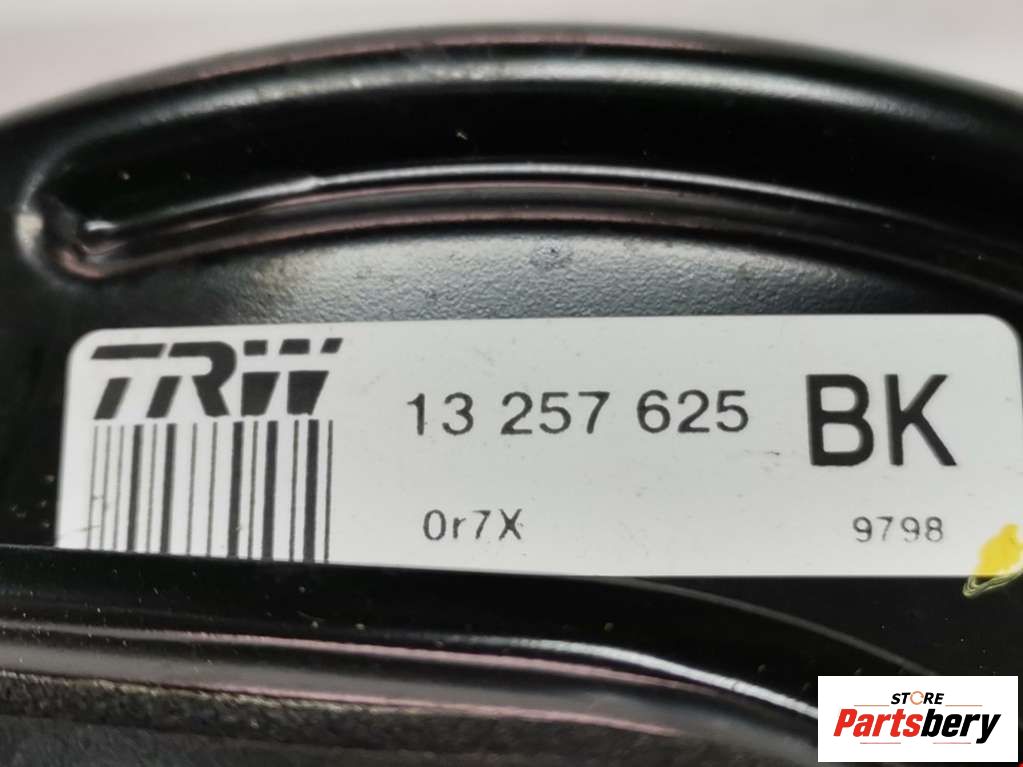 TRW 13 257 625 BK
0r7X 9798
STORE
Partsbery